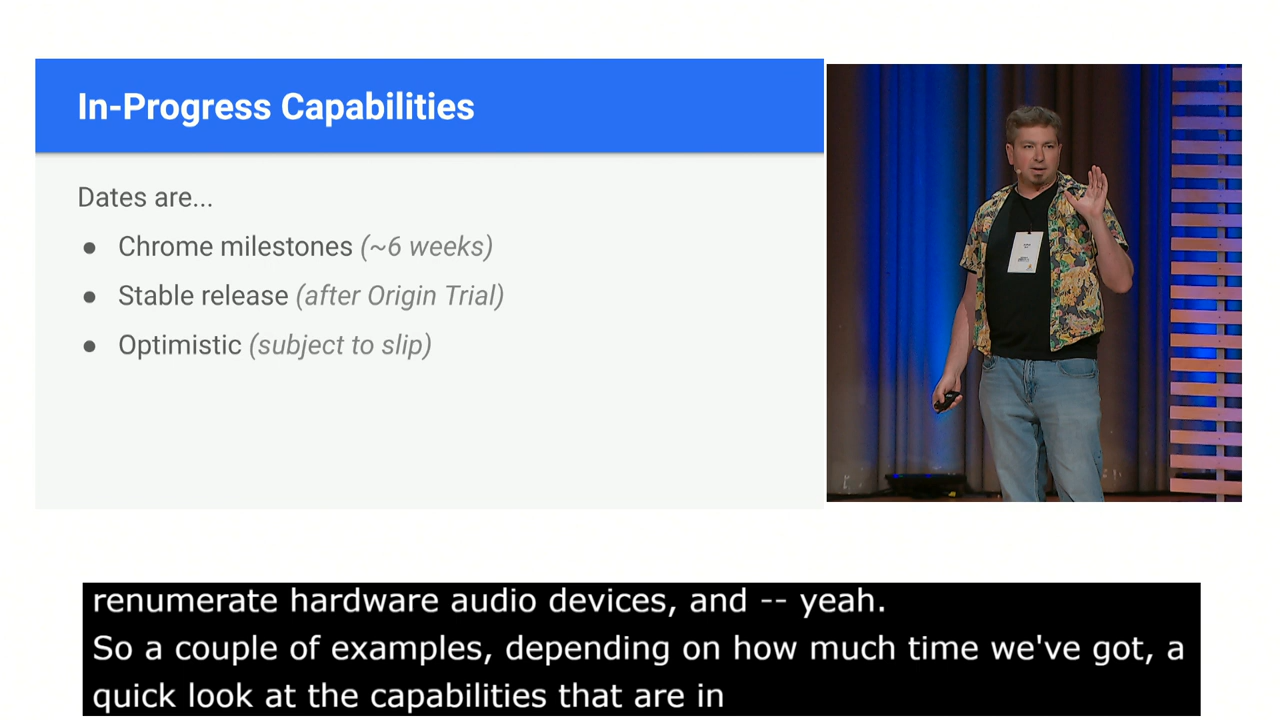 In-Progress Capabilities
Dates are...
● Chrome milestones (~6 weeks)
● Stable release (after Origin Trial)
● Optimistic (subject to slip)
renumerate hardware audio devices, and -- yeah.
So a couple of examples, depending on how much time we've got, a
quick look at the capabilities that are in